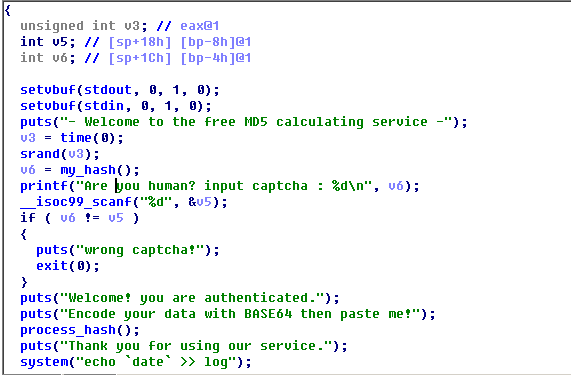 {
unsigned int v3; // eax@1
int v5; // [sp+18h] [bp-8h]@1
int v6; // [sp+1Ch] [bp-4h]@1
setvbuf(stdout, 0, 1, 0);
setvbuf(stdin, 0, 1, 0);
puts("- Welcome to the free MD5 calculating service -");
v3 = time(0);
srand(v3);
v6 = my_hash();
printf("Are you human? input captcha : %d\n", v6);
__isoc99_scanf("%d", &v5);
if ( v6 != v5 )
{
puts("wrong captcha!");
exit(0);
}
puts("Welcome! you are authenticated.");
puts("Encode your data with BASE64 then paste me!");
process_hash();
puts("Thank you for using our service.");
system("echo `date` >> log");